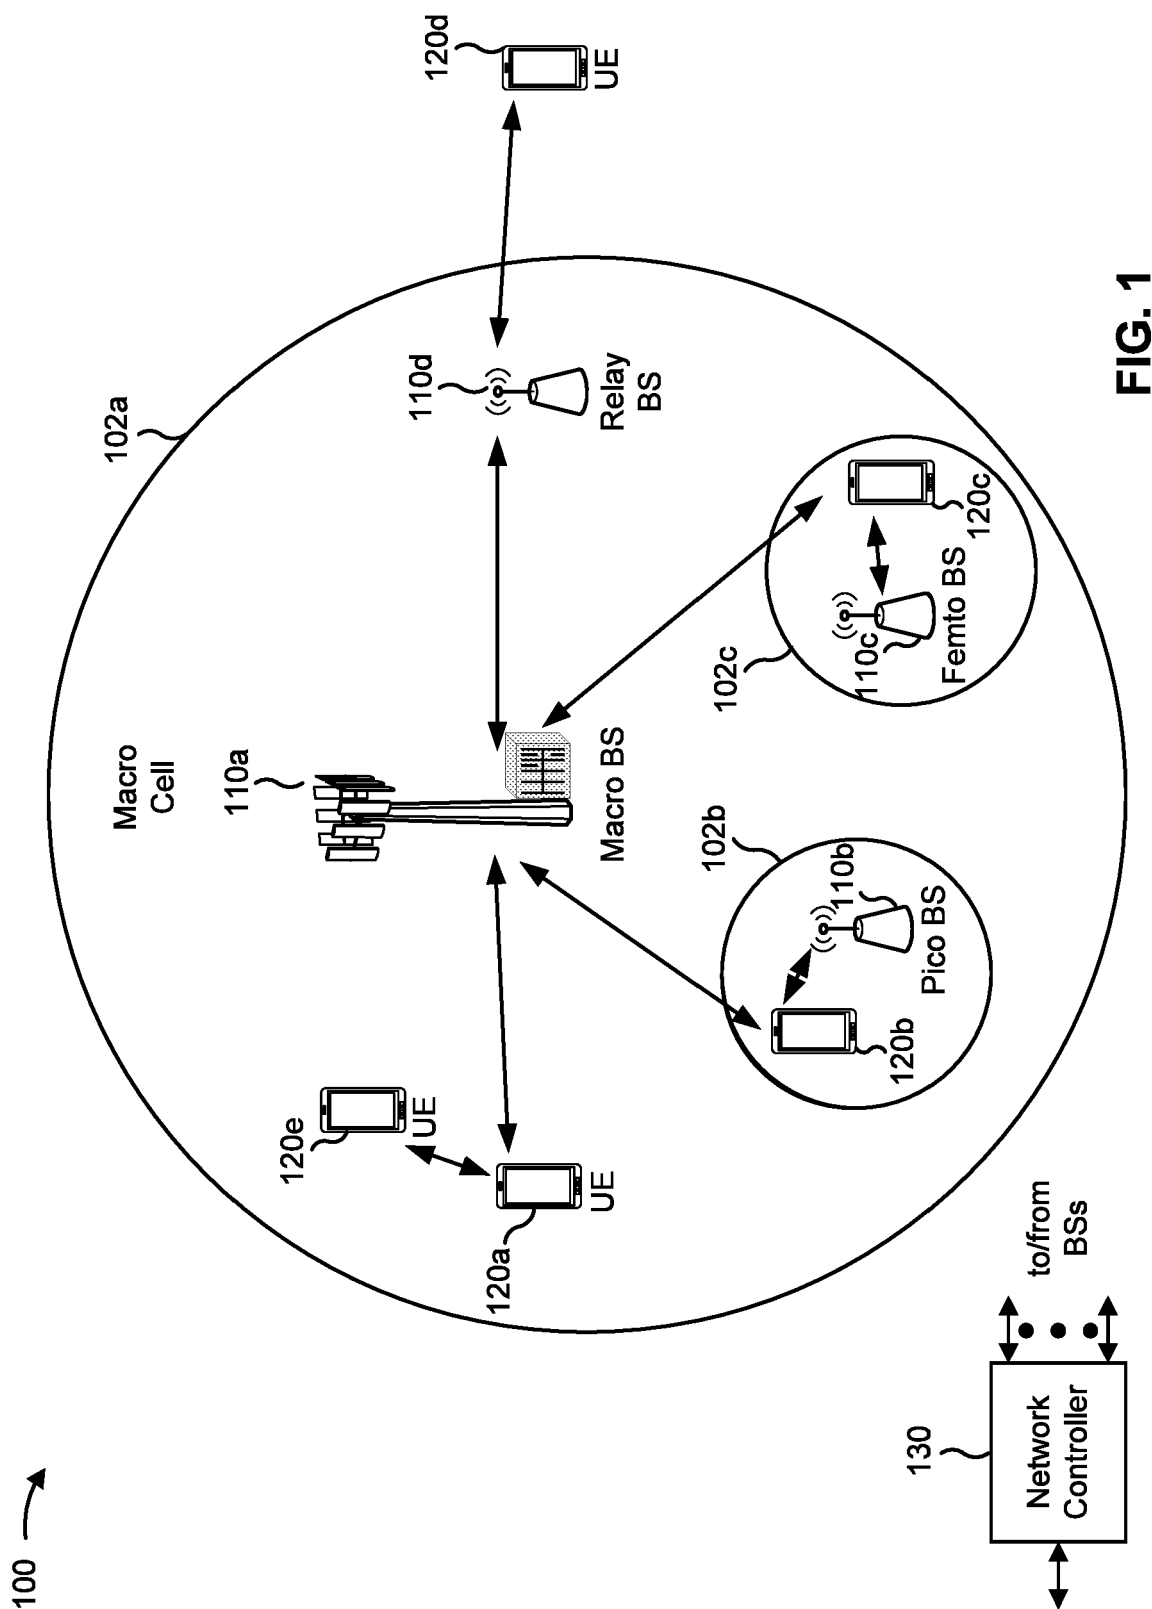 100
Macro
Cell
102a
110a
120d
UE
120e
UE
110d
120a
UE
Macro BS
Relay
BS
102b
102c
110b
120b
Pico BS
110c
120c
Femto BS
130
Network
Controller
to/from
BSs
FIG. 1